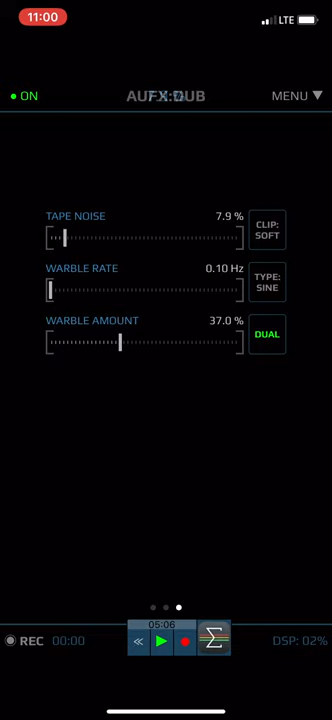 11:00
LTE
ON
AUFX:DUB
MENU ▼
TAPE NOISE
7.9 %
CLIP:
SOFT
WARBLE RATE
0.10 Hz
TYPE:
SINE
WARBLE AMOUNT
37.0 %
DUAL
05:06
REC
00:00
Σ
DSP: 02%